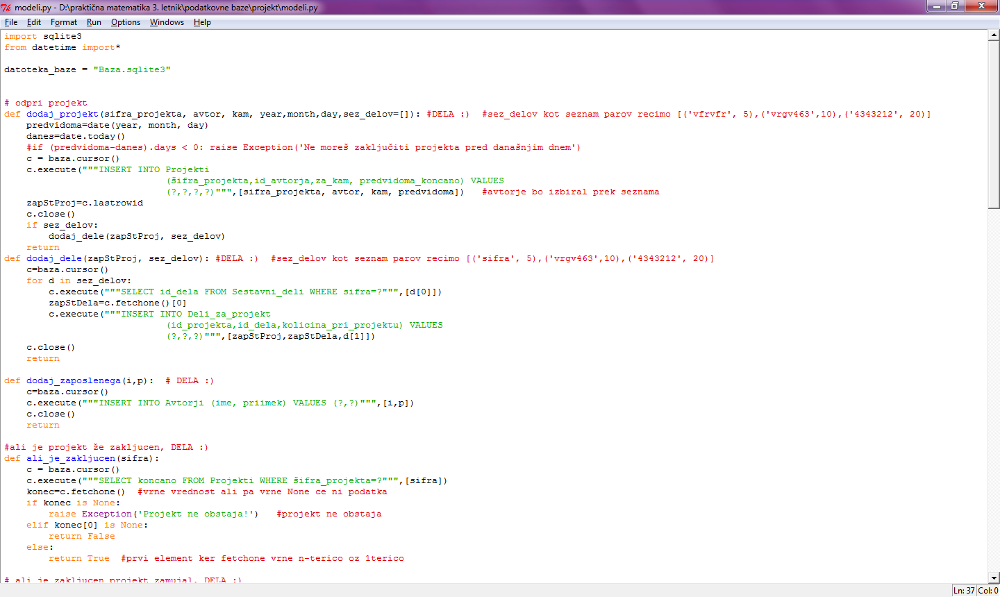 modeli.py - D:\praktična matematika 3. letnik\podatkovne baze\projekt\modeli.py
File Edit Format Run Options Windows Help
import sqlite3
from datetime import*

datoteka_baze = "Baza.sqlite3"


# odpri projekt
def dodaj_projekt(sifra_projekta, avtor, kam, year,month,day,sez_delov=[]): #DELA :)  #sez_delov kot seznam parov recimo [('vfrvfr', 5),('vrgv463',10),('4343212', 20)]
    predvidoma=date(year, month, day)
    danes=date.today()
    #if (predvidoma-danes).days < 0: raise Exception('Ne moreš zaključiti projekta pred današnjim dnem')
    c = baza.cursor()
    c.execute("""INSERT INTO Projekti
                             (šifra_projekta,id_avtorja,za_kam, predvidoma_koncano) VALUES
                             (?,?,?,?)""",[sifra_projekta, avtor, kam, predvidoma])   #avtorje bo izbiral prek seznama
    zapStProj=c.lastrowid
    c.close()
    if sez_delov:
        dodaj_dele(zapStProj, sez_delov)
    return
def dodaj_dele(zapStProj, sez_delov): #DELA :)  #sez_delov kot seznam parov recimo [('sifra', 5),('vrgv463',10),('4343212', 20)]
    c=baza.cursor()
    for d in sez_delov:
        c.execute("""SELECT id_dela FROM Sestavni_deli WHERE sifra=?""",[d[0]])
        zapStDela=c.fetchone()[0]
        c.execute("""INSERT INTO Deli_za_projekt
                             (id_projekta,id_dela,kolicina_pri_projektu) VALUES
                             (?,?,?)""",[zapStProj,zapStDela,d[1]])
    c.close()
    return

def dodaj_zaposlenega(i,p):  # DELA :)
    c=baza.cursor()
    c.execute("""INSERT INTO Avtorji (ime, priimek) VALUES (?,?)""",[i,p])
    c.close()
    return

#ali je projekt že zakljucen, DELA :)
def ali_je_zakljucen(sifra):
    c = baza.cursor()
    c.execute("""SELECT koncano FROM Projekti WHERE šifra_projekta=?""",[sifra])
    konec=c.fetchone()  #vrne vrednost ali pa vrne None ce ni podatka
    if konec is None:
        raise Exception('Projekt ne obstaja!')   #projekt ne obstaja
    elif konec[0] is None:
        return False
    else:
        return True  #prvi element ker fetchone vrne n-terico oz 1terico

# ali je zakljucen projekt zamujal, DELA :)
Ln: 37 Col: 0